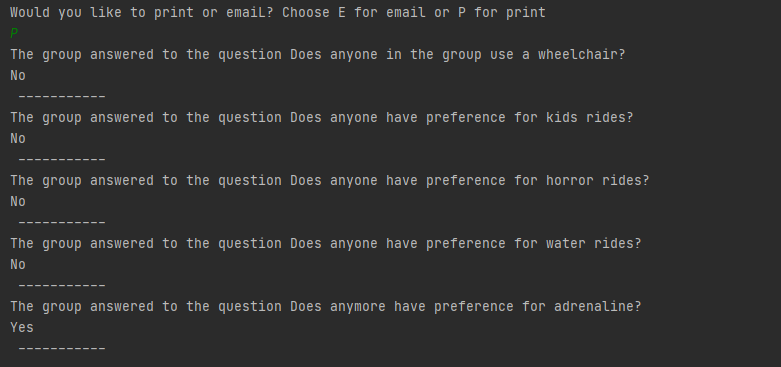 Would you like to print or emaiL? Choose E for email or P for print
P
The group answered to the question Does anyone in the group use a wheelchair?
No
-----------
The group answered to the question Does anyone have preference for kids rides?
No
-----------
The group answered to the question Does anyone have preference for horror rides?
No
-----------
The group answered to the question Does anyone have preference for water rides?
No
-----------
The group answered to the question Does anymore have preference for adrenaline?
Yes
-----------